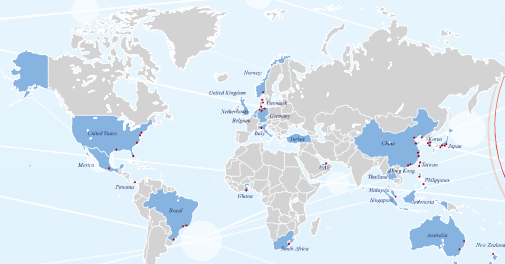 Norway
United Kingdom
Netherlands
Denmark
Belgium
Germany
Italy
Turkey
United States
China
Korea
Japan
Mexico
UAE
Taiwan
Hong Kong
Thailand
Panama
Philippines
Ghana
Malaysia
Singapore
Indonesia
Brasil
Australia
South Africa
New Zealand